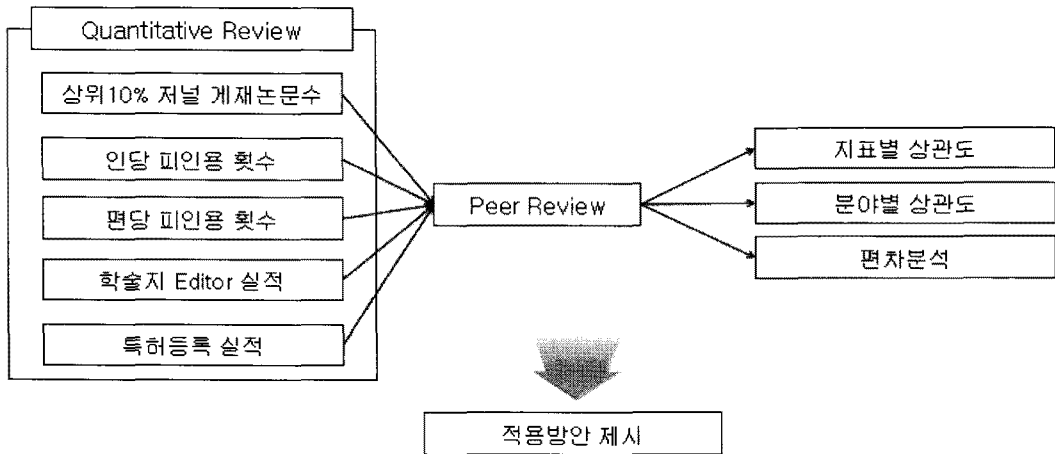 Quantitative Review
상위10% 저널 게재논문수
인당 피인용 횟수
편당 피인용 횟수
학술지 Editor 실적
특허등록 실적
Peer Review
지표별 상관도
분야별 상관도
편차분석
적용방안 제시